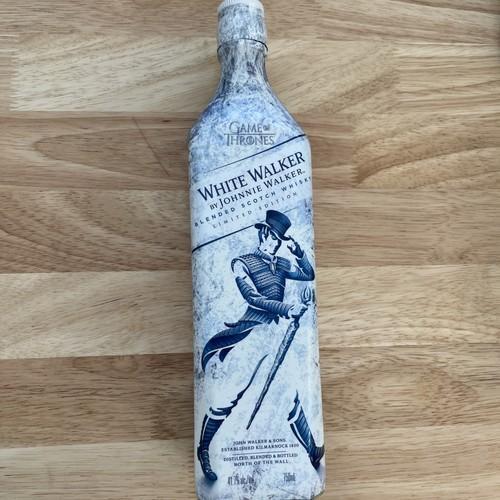 GAME OF
THRONES
WHITE WALKER
BY JOHNNIE WALKER
BLENDED SCOTCH WHISKY
LIMITED EDITION
JOHN WALKER & SONS
ESTABLISHED KILMARNOCK 1820
DISTILLED, BLENDED & BOTTLED
NORTH OF THE WALL
750ml